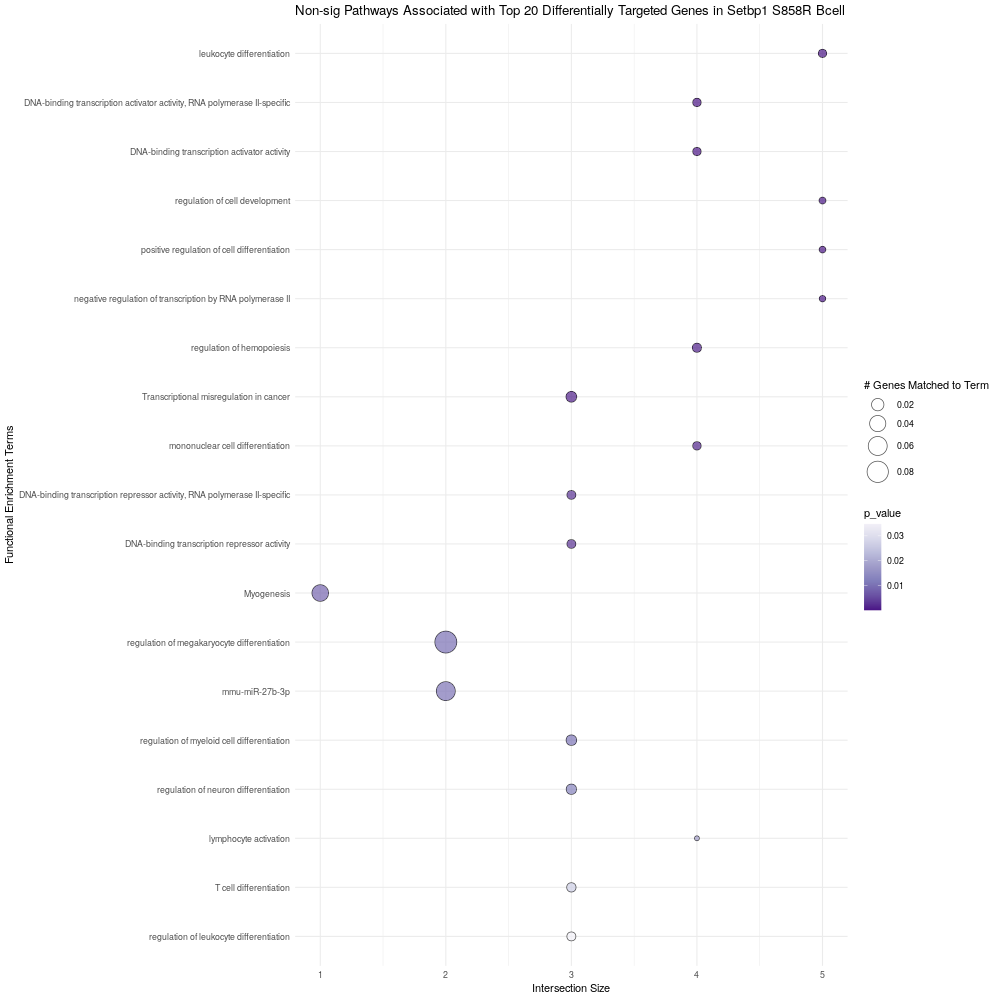 Non-sig Pathways Associated with Top 20 Differentially Targeted Genes in Setbp1 S858R Bcell
Functional Enrichment Terms
leukocyte differentiation
DNA-binding transcription activator activity, RNA polymerase II-specific
DNA-binding transcription activator activity
regulation of cell development
positive regulation of cell differentiation
negative regulation of transcription by RNA polymerase II
regulation of hemopoiesis
Transcriptional misregulation in cancer
mononuclear cell differentiation
DNA-binding transcription repressor activity, RNA polymerase II-specific
DNA-binding transcription repressor activity
Myogenesis
regulation of megakaryocyte differentiation
mmu-miR-27b-3p
regulation of myeloid cell differentiation
regulation of neuron differentiation
lymphocyte activation
T cell differentiation
regulation of leukocyte differentiation
1 2 3 4 5
Intersection Size
# Genes Matched to Term
0.02
0.04
0.06
0.08
p_value
0.03
0.02
0.01